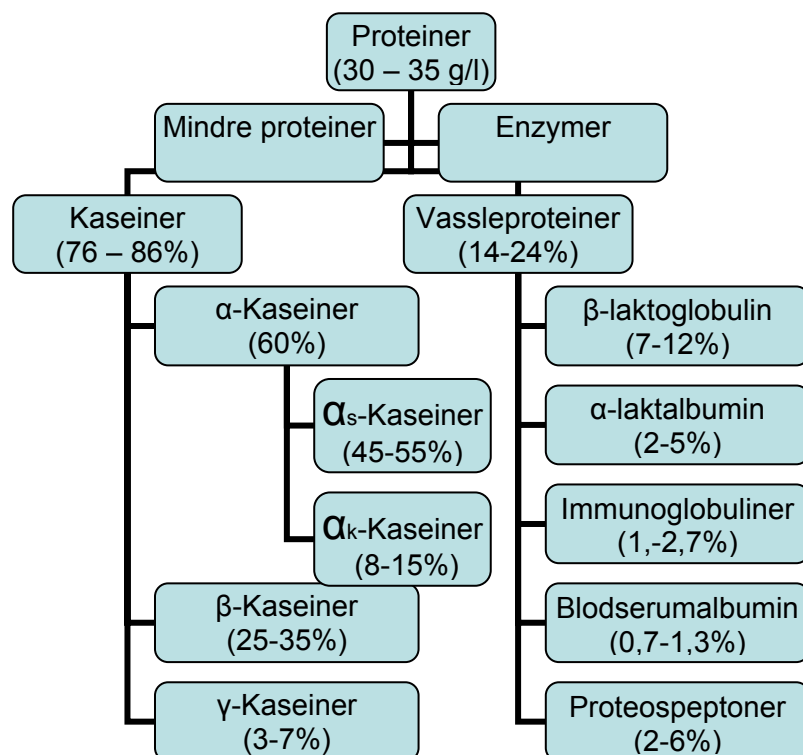 Proteiner
(30 – 35 g/l)
Mindre proteiner
Enzymer
Kaseiner
(76 – 86%)
Vassleproteiner
(14-24%)
α-Kaseiner
(60%)
αs-Kaseiner
(45-55%)
αk-Kaseiner
(8-15%)
β-Kaseiner
(25-35%)
γ-Kaseiner
(3-7%)
β-laktoglobulin
(7-12%)
α-laktalbumin
(2-5%)
Immunoglobuliner
(1,-2,7%)
Blodserumalbumin
(0,7-1,3%)
Proteospeptoner
(2-6%)